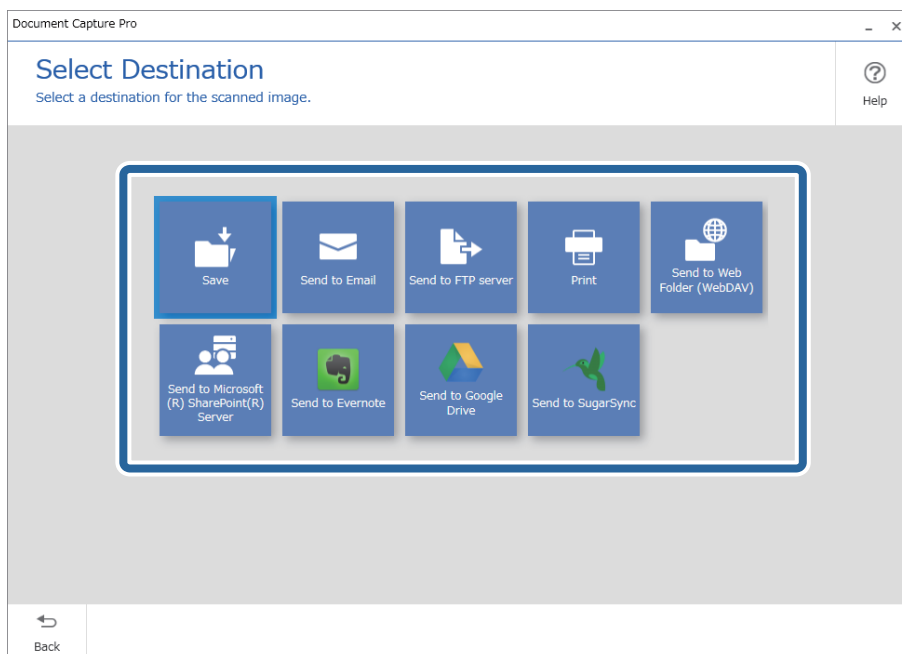 Document Capture Pro
Select Destination
Select a destination for the scanned image.
Help
Save
Send to Email
Send to FTP server
Print
Send to Web
Folder (WebDAV)
Send to Microsoft
(R) SharePoint(R)
Server
Send to Evernote
Send to Google
Drive
Send to SugarSync
Back